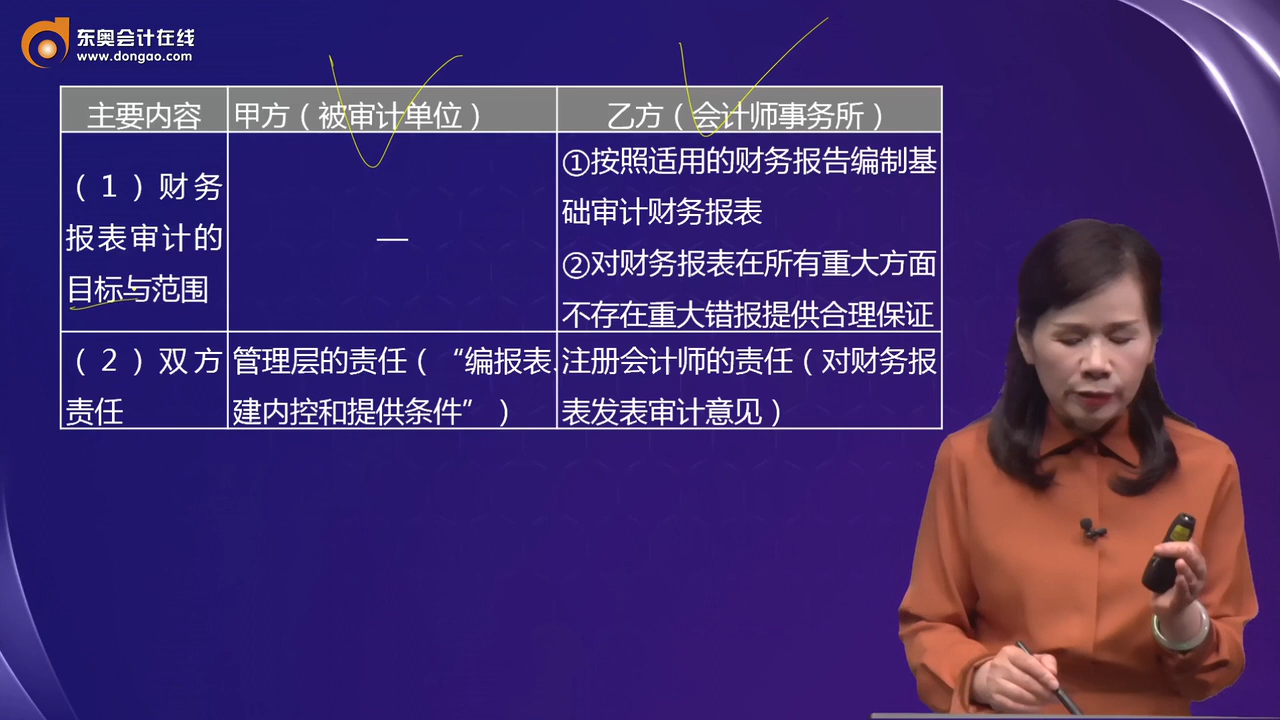 东奥会计在线
www.dongao.com
主要内容
甲方（被审计单位）
乙方（会计师事务所）
（1）财务
报表审计的
目标与范围
—
①按照适用的财务报告编制基
础审计财务报表
②对财务报表在所有重大方面
不存在重大错报提供合理保证
（2）双方
责任
管理层的责任（“编报表、
建内控和提供条件”）
注册会计师的责任（对财务报
表发表审计意见）